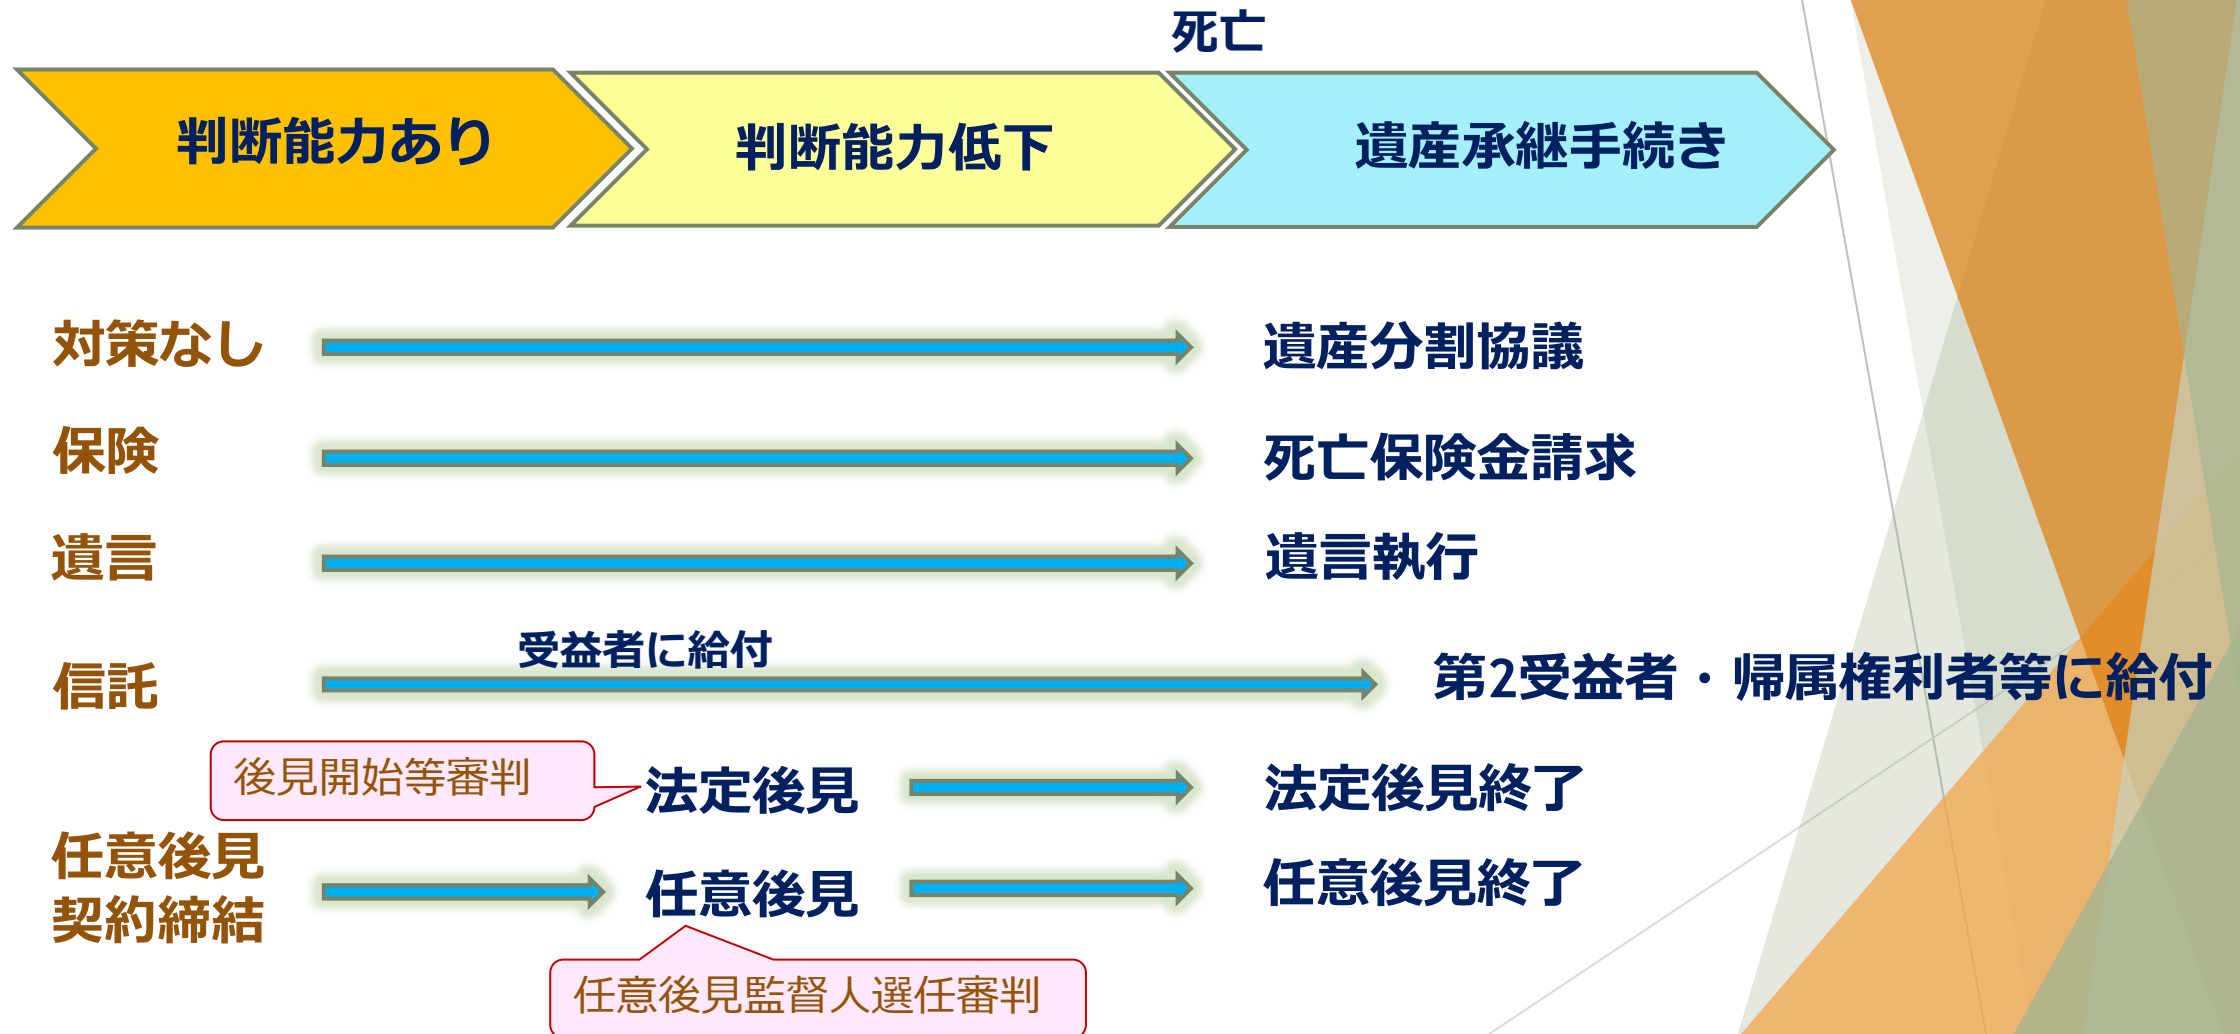 死亡
判断能力あり
判断能力低下
遺産承継手続き
対策なし
遺産分割協議
保険
死亡保険金請求
遺言
遺言執行
受益者に給付
信託
第2受益者・帰属権利者等に給付
後見開始等審判
法定後見
法定後見終了
任意後見
契約締結
任意後見
任意後見終了
任意後見監督人選任審判